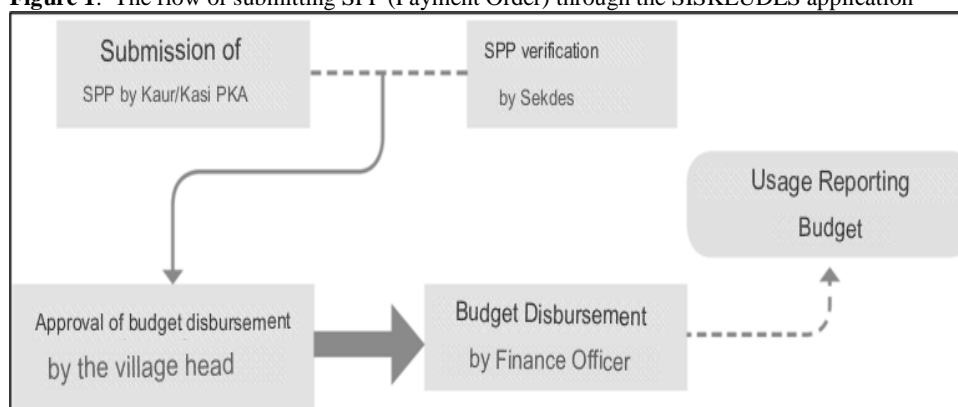 Figure 1. The flow of submitting SPP (Payment Order) through the SISKEUDES application
Submission of
SPP by Kaur/Kasi PKA
SPP verification
by Sekdes
Usage Reporting
Budget
Approval of budget disbursement
by the village head
Budget Disbursement
by Finance Officer